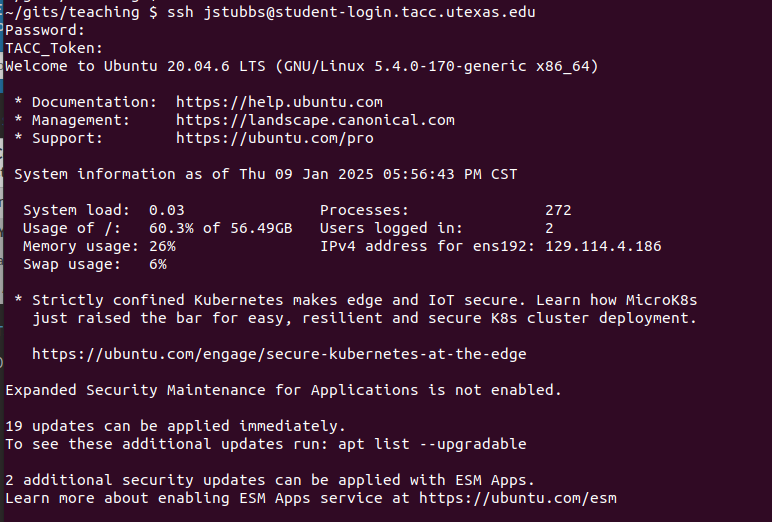 ~/gits/teaching $ ssh jstubbs@student-login.tacc.utexas.edu
Password:
TACC_Token:
Welcome to Ubuntu 20.04.6 LTS (GNU/Linux 5.4.0-170-generic x86_64)

 * Documentation:  https://help.ubuntu.com
 * Management:     https://landscape.canonical.com
 * Support:        https://ubuntu.com/pro

 System information as of Thu 09 Jan 2025 05:56:43 PM CST

  System load:  0.03               Processes:               272
  Usage of /:   60.3% of 56.49GB   Users logged in:         2
  Memory usage: 26%                IPv4 address for ens192: 129.114.4.186
  Swap usage:   6%

 * Strictly confined Kubernetes makes edge and IoT secure. Learn how MicroK8s
   just raised the bar for easy, resilient and secure K8s cluster deployment.

   https://ubuntu.com/engage/secure-kubernetes-at-the-edge

Expanded Security Maintenance for Applications is not enabled.

19 updates can be applied immediately.
To see these additional updates run: apt list --upgradable

2 additional security updates can be applied with ESM Apps.
Learn more about enabling ESM Apps service at https://ubuntu.com/esm